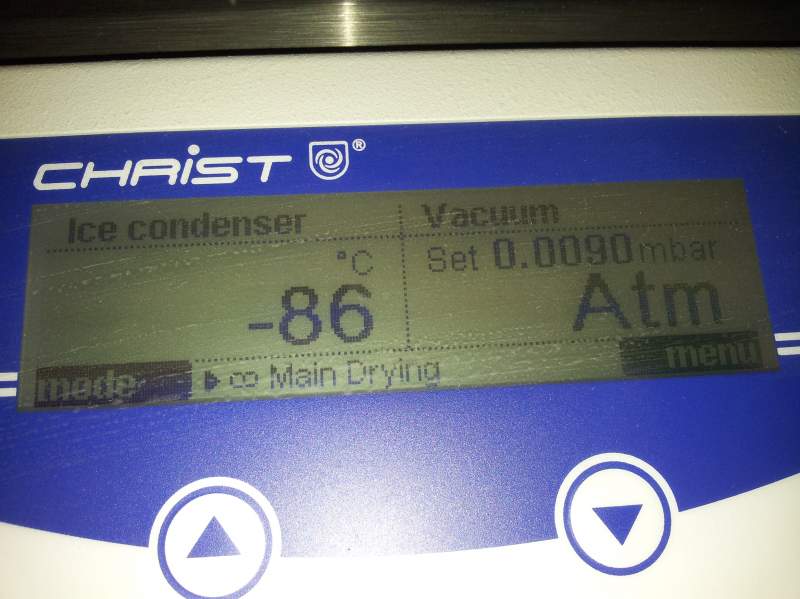 CHRIST ®
Ice condenser
Vacuum
°C
Set 0.0090 mbar
-86
Atm
mode
▶ ∞ Main Drying
menu